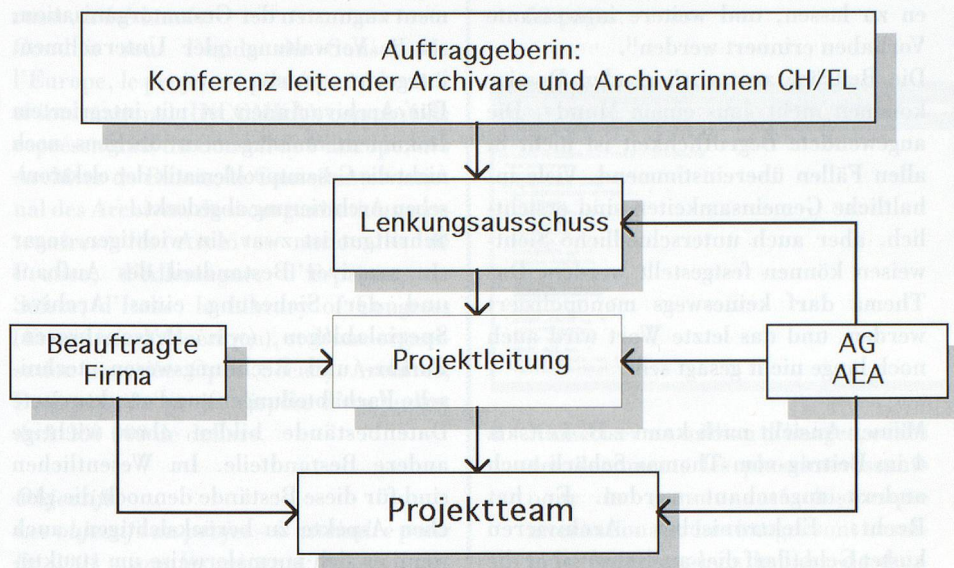 Auftraggeberin:
Konferenz leitender Archivare und Archivarinnen CH/FL
Lenkungsausschuss
Beauftragte
Firma
Projektleitung
AG
AEA
Projektteam